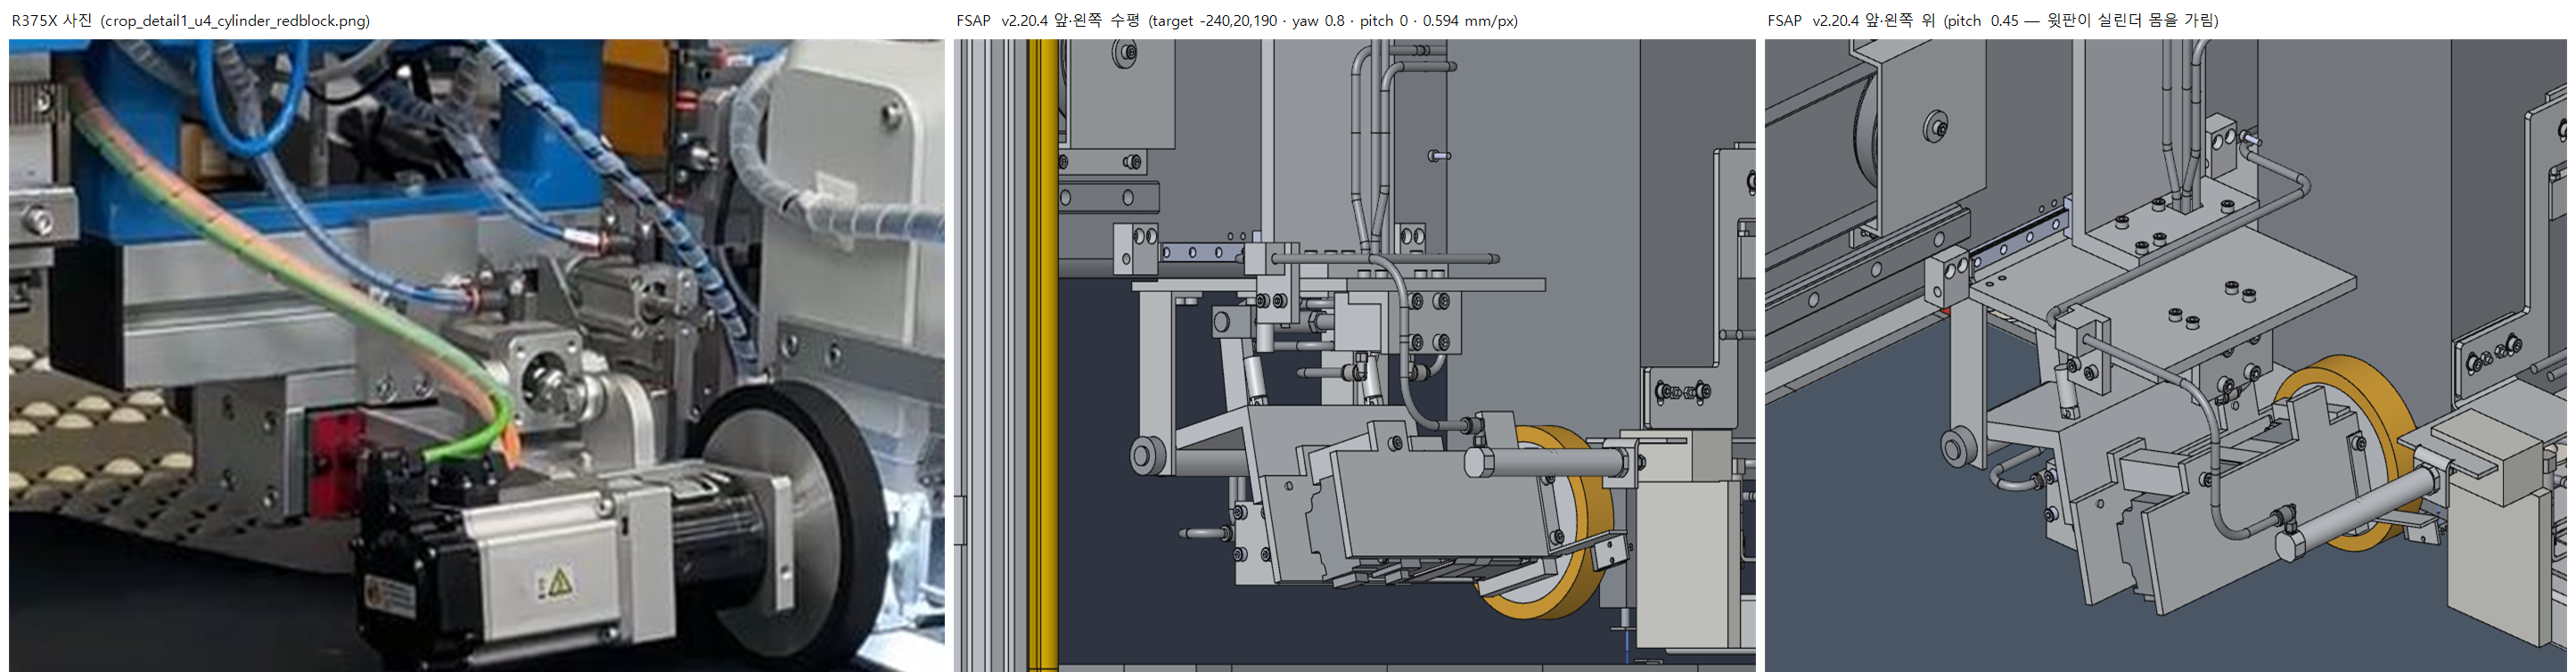 R375X 사진 (crop_detail1_u4_cylinder_redblock.png)
FSAP v2.20.4 앞·왼쪽 수평 (target -240,20,190 · yaw 0.8 · pitch 0 · 0.594 mm/px)
FSAP v2.20.4 앞·왼쪽 위 (pitch 0.45 — 윗판이 실린더 몸을 가림)